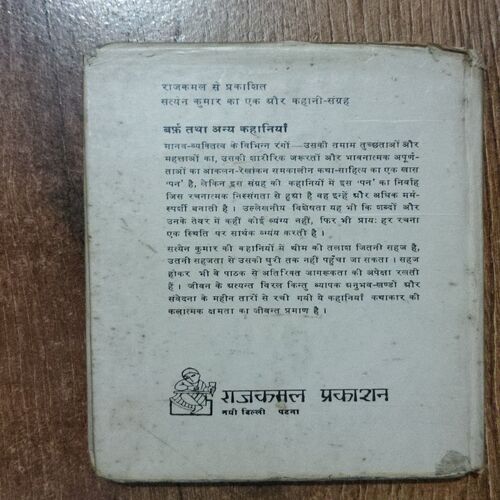 राजकमल से प्रकाशित
सत्येन कुमार का एक और कहानी-संग्रह
बर्फ़ तथा अन्य कहानियाँ
मानव-व्यक्तित्व के विभिन्न रंगों—उसकी तमाम तुच्छताओं और
महत्ताओं का, उसकी शारीरिक जरूरतों और भावनात्मक अपूर्ण-
ताओं का आकलन-रेखांकन समकालीन कथा-साहित्य का एक खास
'पन' है, लेकिन इस संग्रह की कहानियों में इस 'पन' का निर्वाह
जिस रचनात्मक निस्संगता से हुआ है वह इन्हें और अधिक मर्म-
स्पर्शी बनाती है । उल्लेखनीय विशेषता यह भी कि शब्दों और
उनके तेवर में कहीं कोई व्यंग्य नहीं, फिर भी प्रायः हर रचना
एक स्थिति पर सार्थक व्यंग्य करती है ।
सत्येन कुमार की कहानियों में थीम की तलाश जितनी सहज है,
उतनी सहजता से उसकी धुरी तक नहीं पहुँचा जा सकता । सहज
होकर भी वे पाठक से अतिरिक्त जागरूकता की अपेक्षा रखती
हैं । जीवन के अत्यन्त विरल किन्तु व्यापक अनुभव-खण्डों और
संवेदना के महीन तारों से रची गयी ये कहानियाँ कथाकार की
कलात्मक क्षमता का जीवन्त प्रमाण है ।
राजकमल प्रकाशन
नयी दिल्ली पटना